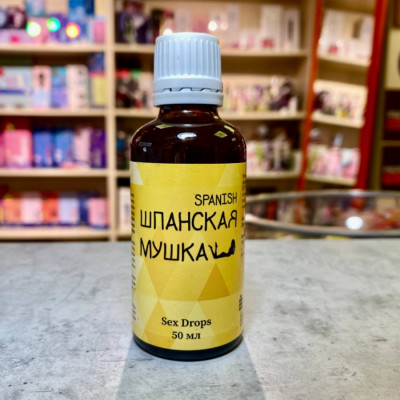 SPANISH
ШПАНСКАЯ
МУШКА
Sex Drops
50 мл